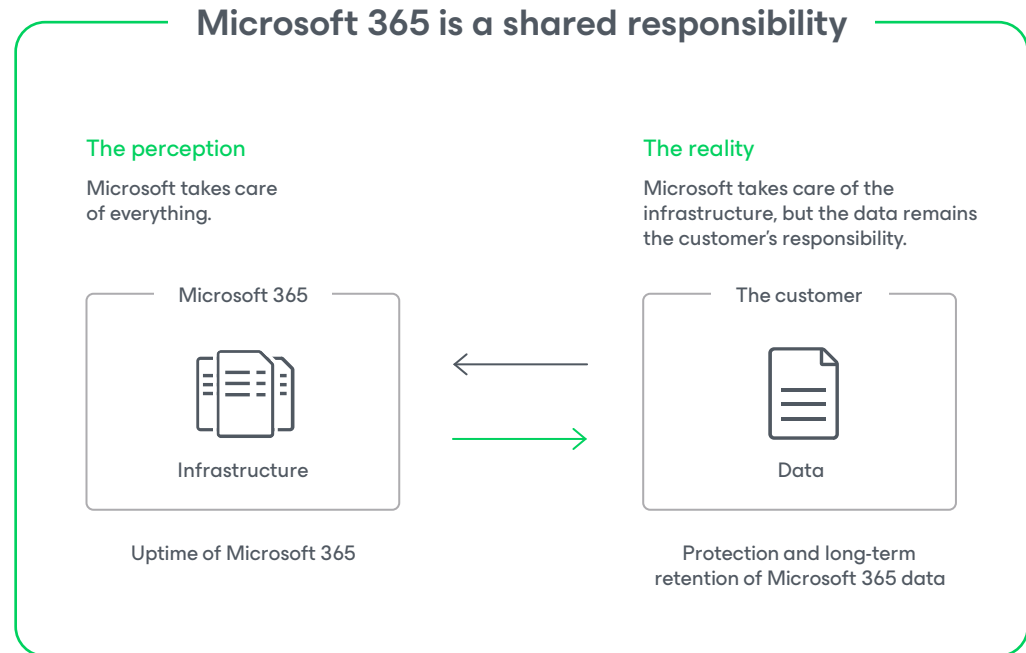 Microsoft 365 is a shared responsibility
The perception
Microsoft takes care
of everything.
The reality
Microsoft takes care of the
infrastructure, but the data remains
the customer’s responsibility.
Microsoft 365
Infrastructure
Uptime of Microsoft 365
The customer
Data
Protection and long-term
retention of Microsoft 365 data